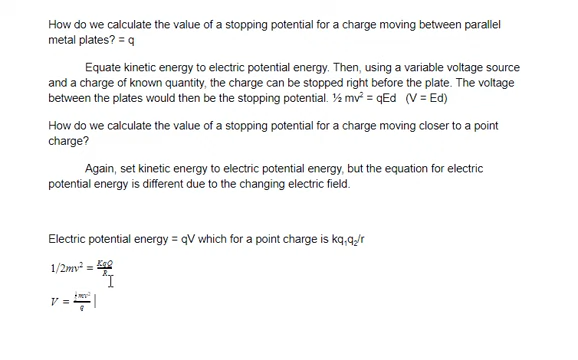 How do we calculate the value of a stopping potential for a charge moving between parallel
metal plates? = q
Equate kinetic energy to electric potential energy. Then, using a variable voltage source
and a charge of known quantity, the charge can be stopped right before the plate. The voltage
between the plates would then be the stopping potential. ½ mv² = qEd (V = Ed)
How do we calculate the value of a stopping potential for a charge moving closer to a point
charge?
Again, set kinetic energy to electric potential energy, but the equation for electric
potential energy is different due to the changing electric field.
Electric potential energy = qV which for a point charge is kq₁q₂/r
1/2mv² = KqQ/R
V = ½mv²/q